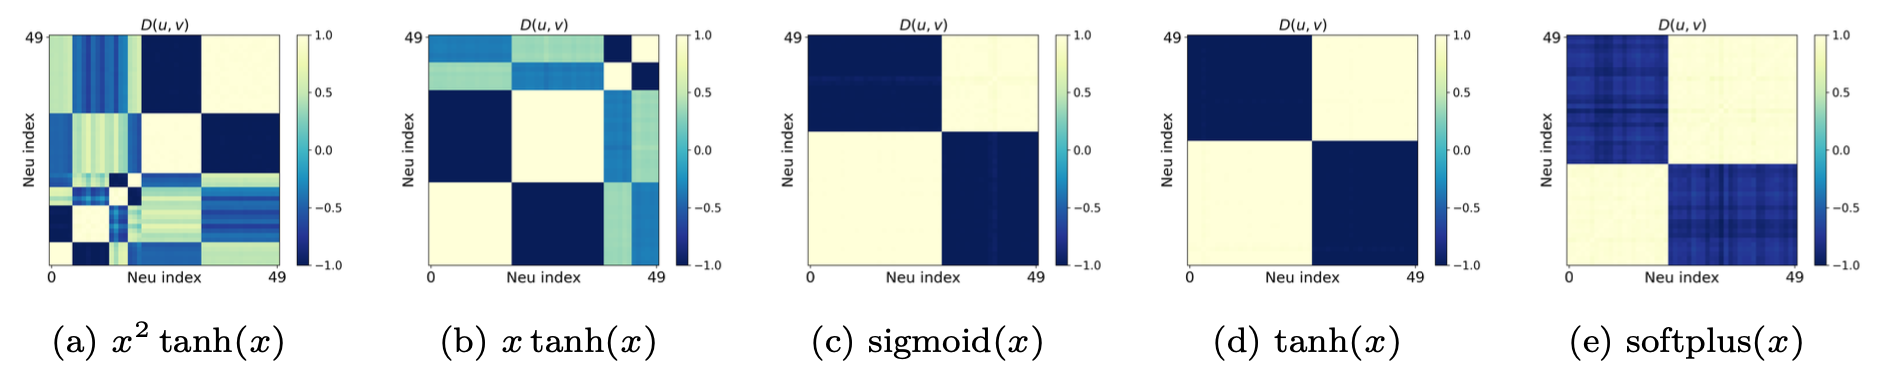 D(u, v)
49
Neu index
0
Neu index
49
1.0
0.5
0.0
−0.5
−1.0
(a) x² tanh(x)
D(u, v)
49
Neu index
0
Neu index
49
1.0
0.5
0.0
−0.5
−1.0
(b) x tanh(x)
D(u, v)
49
Neu index
0
Neu index
49
1.0
0.5
0.0
−0.5
−1.0
(c) sigmoid(x)
D(u, v)
49
Neu index
0
Neu index
49
1.0
0.5
0.0
−0.5
−1.0
(d) tanh(x)
D(u, v)
49
Neu index
0
Neu index
49
1.0
0.5
0.0
−0.5
−1.0
(e) softplus(x)